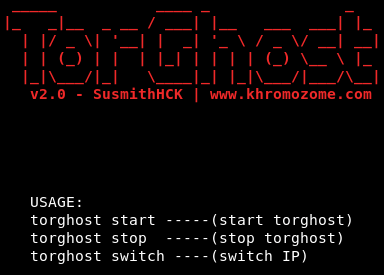 TorGhost
v2.0 - SusmithHCK | www.khromozome.com
USAGE:
torghost start -----(start torghost)
torghost stop  -----(stop torghost)
torghost switch ----(switch IP)